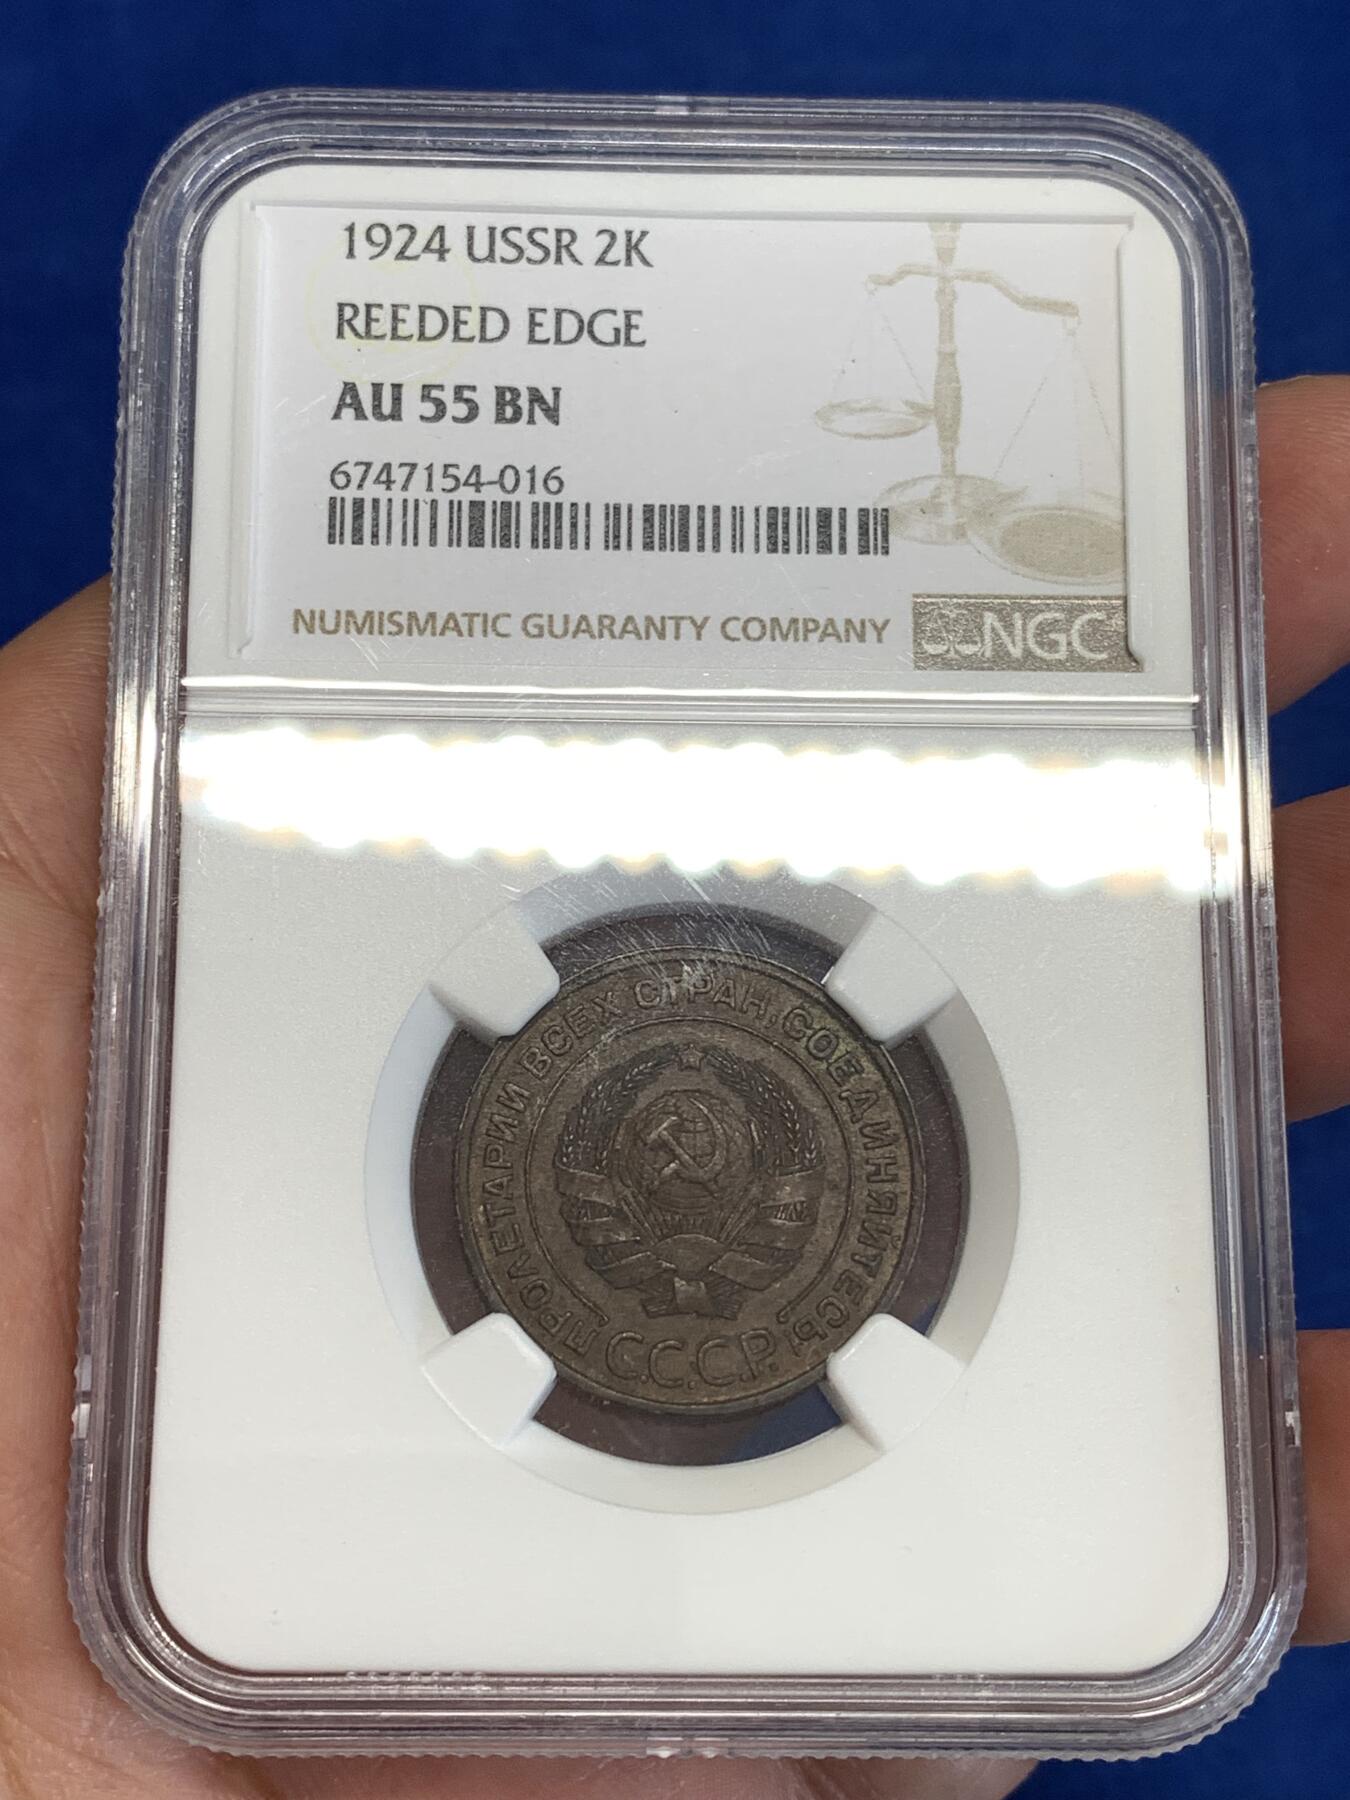 1924 USSR 2K
REEDED EDGE
AU 55 BN
6747154-016
NUMISMATIC GUARANTY COMPANY
NGC
ПРОЛЕТАРИИ ВСЕХ СТРАН, СОЕДИНЯЙТЕСЬ
С.С.С.Р.